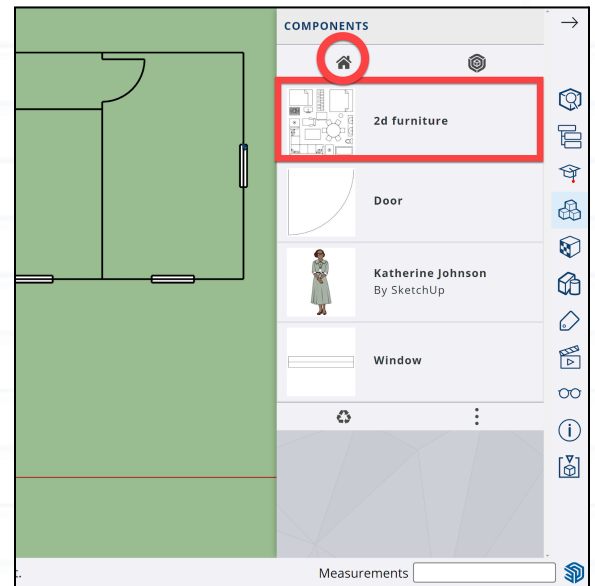 COMPONENTS
2d furniture
Door
Katherine Johnson
By SketchUp
Window
t.
Measurements